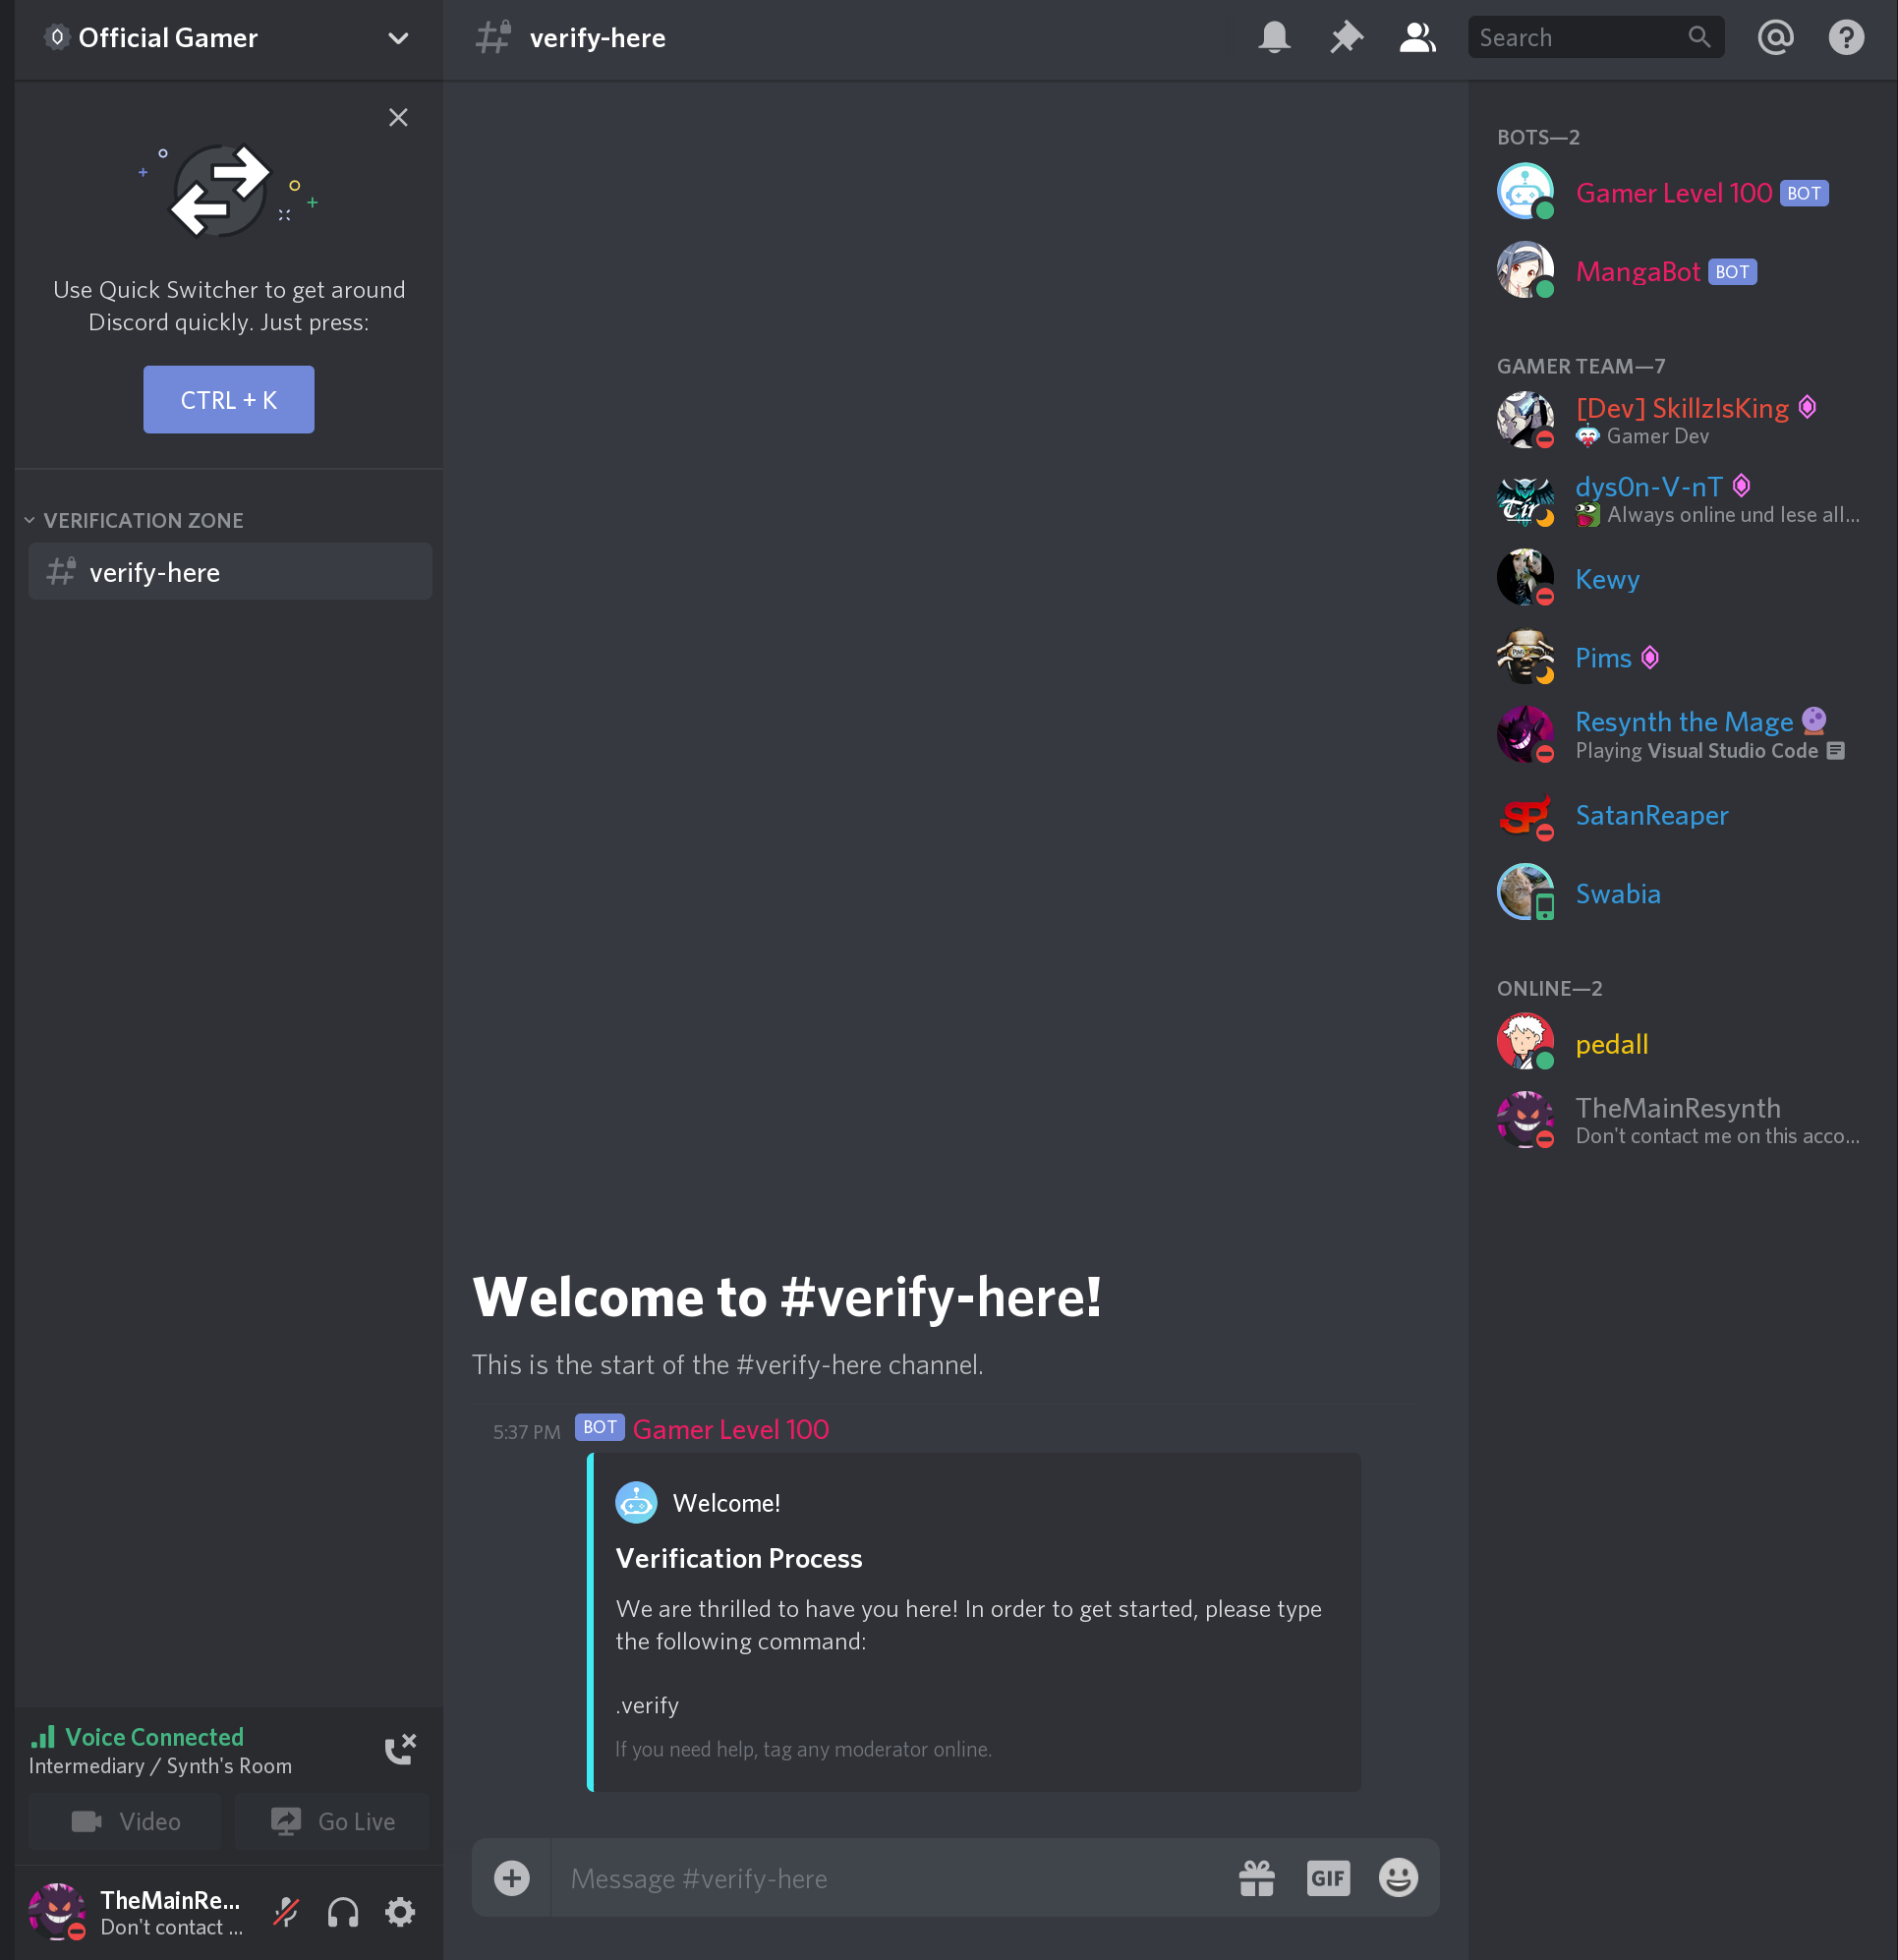 Official Gamer
Use Quick Switcher to get around
Discord quickly. Just press:
CTRL + K
VERIFICATION ZONE
verify-here
Voice Connected
Intermediary / Synth's Room
Video
Go Live
TheMainRe...
Don't contact ...
verify-here
Search
Welcome to #verify-here!
This is the start of the #verify-here channel.
5:37 PM BOT Gamer Level 100
Welcome!
Verification Process
We are thrilled to have you here! In order to get started, please type
the following command:
.verify
If you need help, tag any moderator online.
Message #verify-here
GIF
BOTS—2
Gamer Level 100 BOT
MangaBot BOT
GAMER TEAM—7
[Dev] SkillzIsKing
Gamer Dev
dys0n-V-nT
Always online und lese all...
Kewy
Pims
Resynth the Mage
Playing Visual Studio Code
SatanReaper
Swabia
ONLINE—2
pedall
TheMainResynth
Don't contact me on this acco...